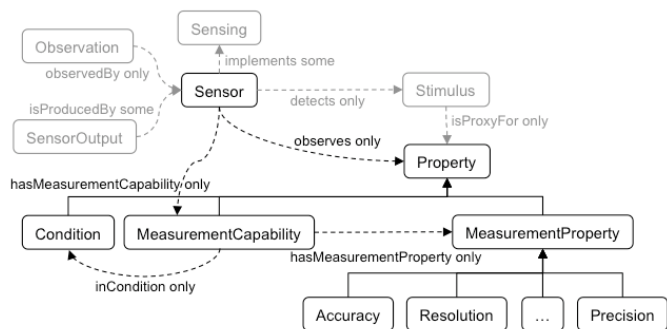 Sensing
Observation
implements some
observedBy only
Sensor
Stimulus
detects only
isProducedBy some
isProxyFor only
SensorOutput
observes only
Property
hasMeasurementCapability only
Condition
MeasurementCapability
MeasurementProperty
hasMeasurementProperty only
inCondition only
Accuracy
Resolution
...
Precision